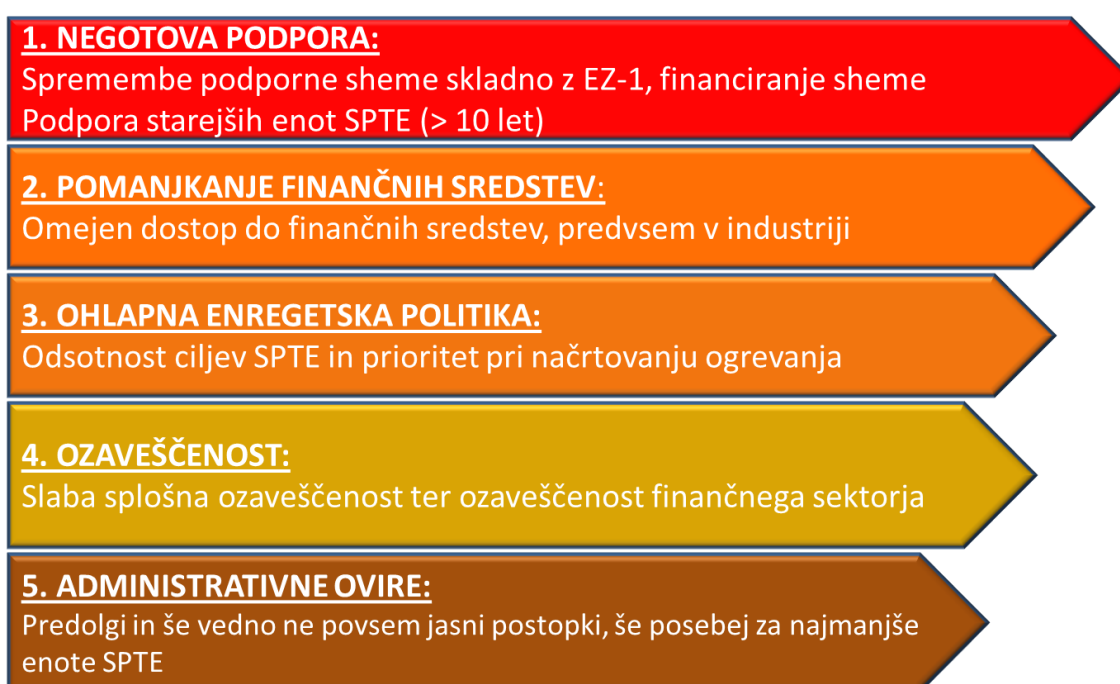 1. NEGOTOVA PODPORA:
Spremembe podporne sheme skladno z EZ-1, financiranje sheme
Podpora starejših enot SPTE (> 10 let)
2. POMANJKANJE FINANČNIH SREDSTEV:
Omejen dostop do finančnih sredstev, predvsem v industriji
3. OHLAPNA ENREGETSKA POLITIKA:
Odsotnost ciljev SPTE in prioritet pri načrtovanju ogrevanja
4. OZAVEŠČENOST:
Slaba splošna ozaveščenost ter ozaveščenost finančnega sektorja
5. ADMINISTRATIVNE OVIRE:
Predolgi in še vedno ne povsem jasni postopki, še posebej za najmanjše
enote SPTE